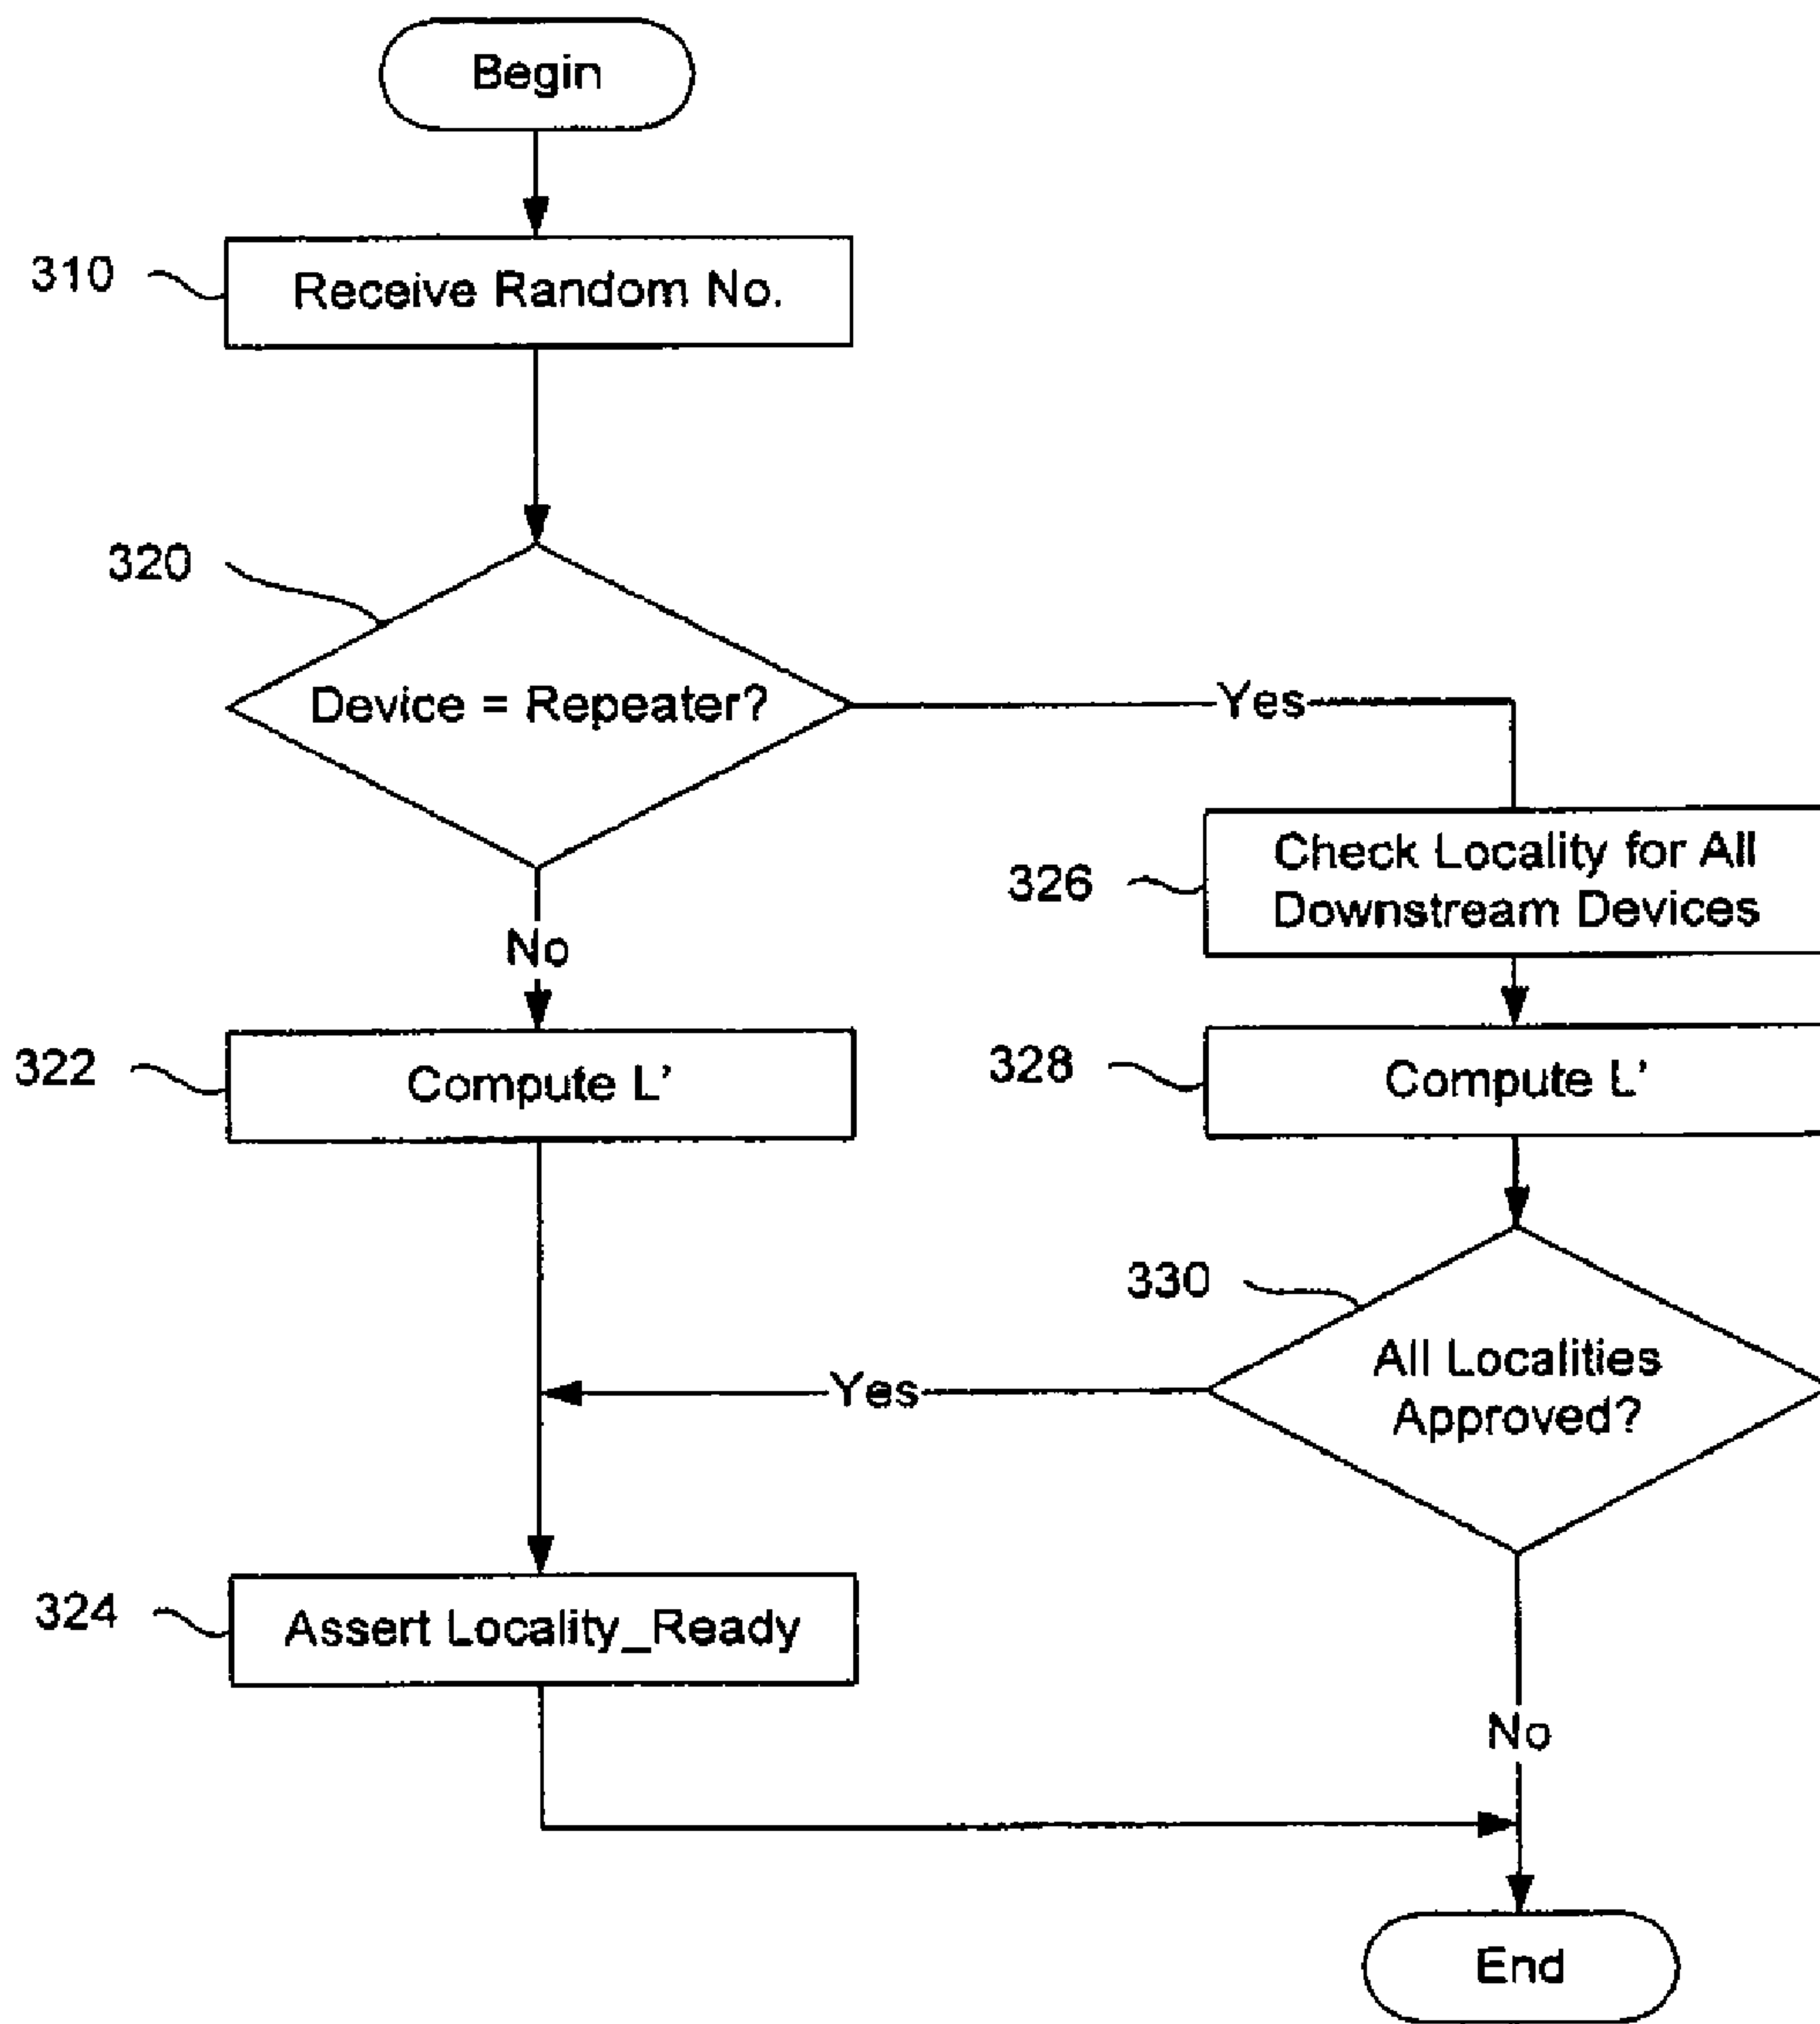 Begin
310
Receive Random No.
320
Device = Repeater?
Yes
326
Check Locality for All
Downstream Devices
No
322
Compute L’
328
Compute L’
330
All Localities
Approved?
Yes
324
Assert Locality_Ready
No
End